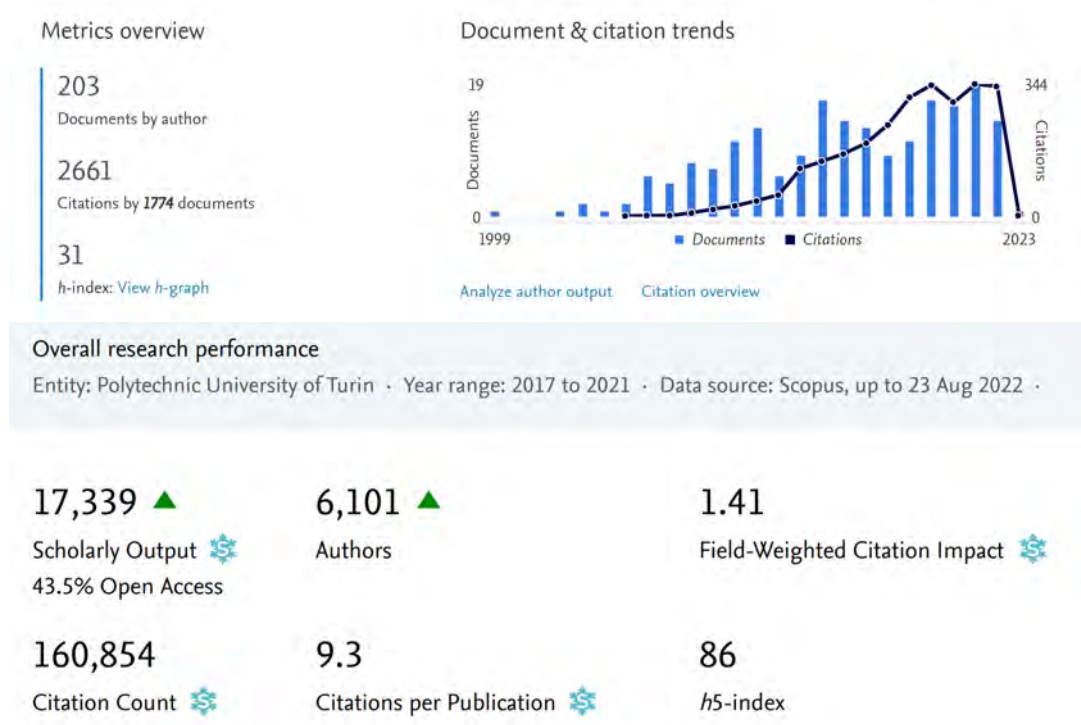 Metrics overview
203
Documents by author
2661
Citations by 1774 documents
31
h-index: View h-graph
Document & citation trends
19
344
Documents
Citations
0
0
1999
2023
Documents
Citations
Analyze author output
Citation overview
Overall research performance
Entity: Polytechnic University of Turin · Year range: 2017 to 2021 · Data source: Scopus, up to 23 Aug 2022 ·
17,339
Scholarly Output
43.5% Open Access
6,101
Authors
1.41
Field-Weighted Citation Impact
160,854
Citation Count
9.3
Citations per Publication
86
h5-index